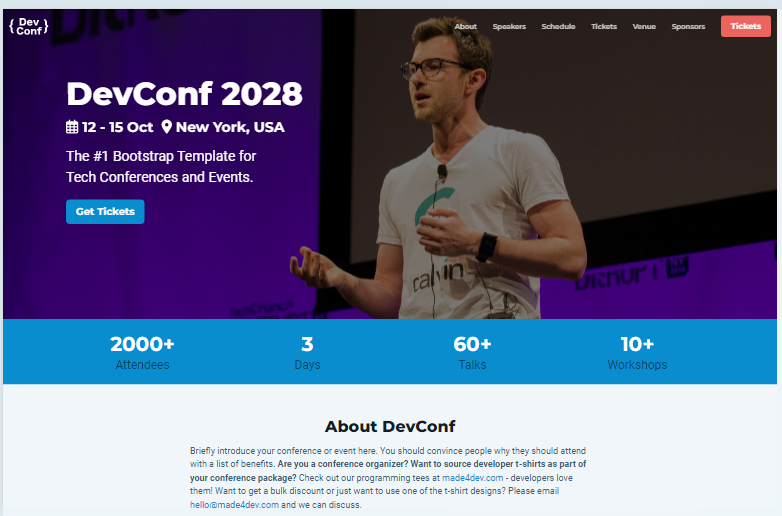 { Dev
Conf }
About Speakers Schedule Tickets Venue Sponsors Tickets
DevConf 2028
12 - 15 Oct New York, USA
The #1 Bootstrap Template for
Tech Conferences and Events.
Get Tickets
calvin
DISRUPT NY
2000+ 3 60+ 10+
Attendees Days Talks Workshops
About DevConf
Briefly introduce your conference or event here. You should convince people why they should attend
with a list of benefits. Are you a conference organizer? Want to source developer t-shirts as part of
your conference package? Check out our programming tees at made4dev.com - developers love
them! Want to get a bulk discount or just want to use one of the t-shirt designs? Please email
hello@made4dev.com and we can discuss.